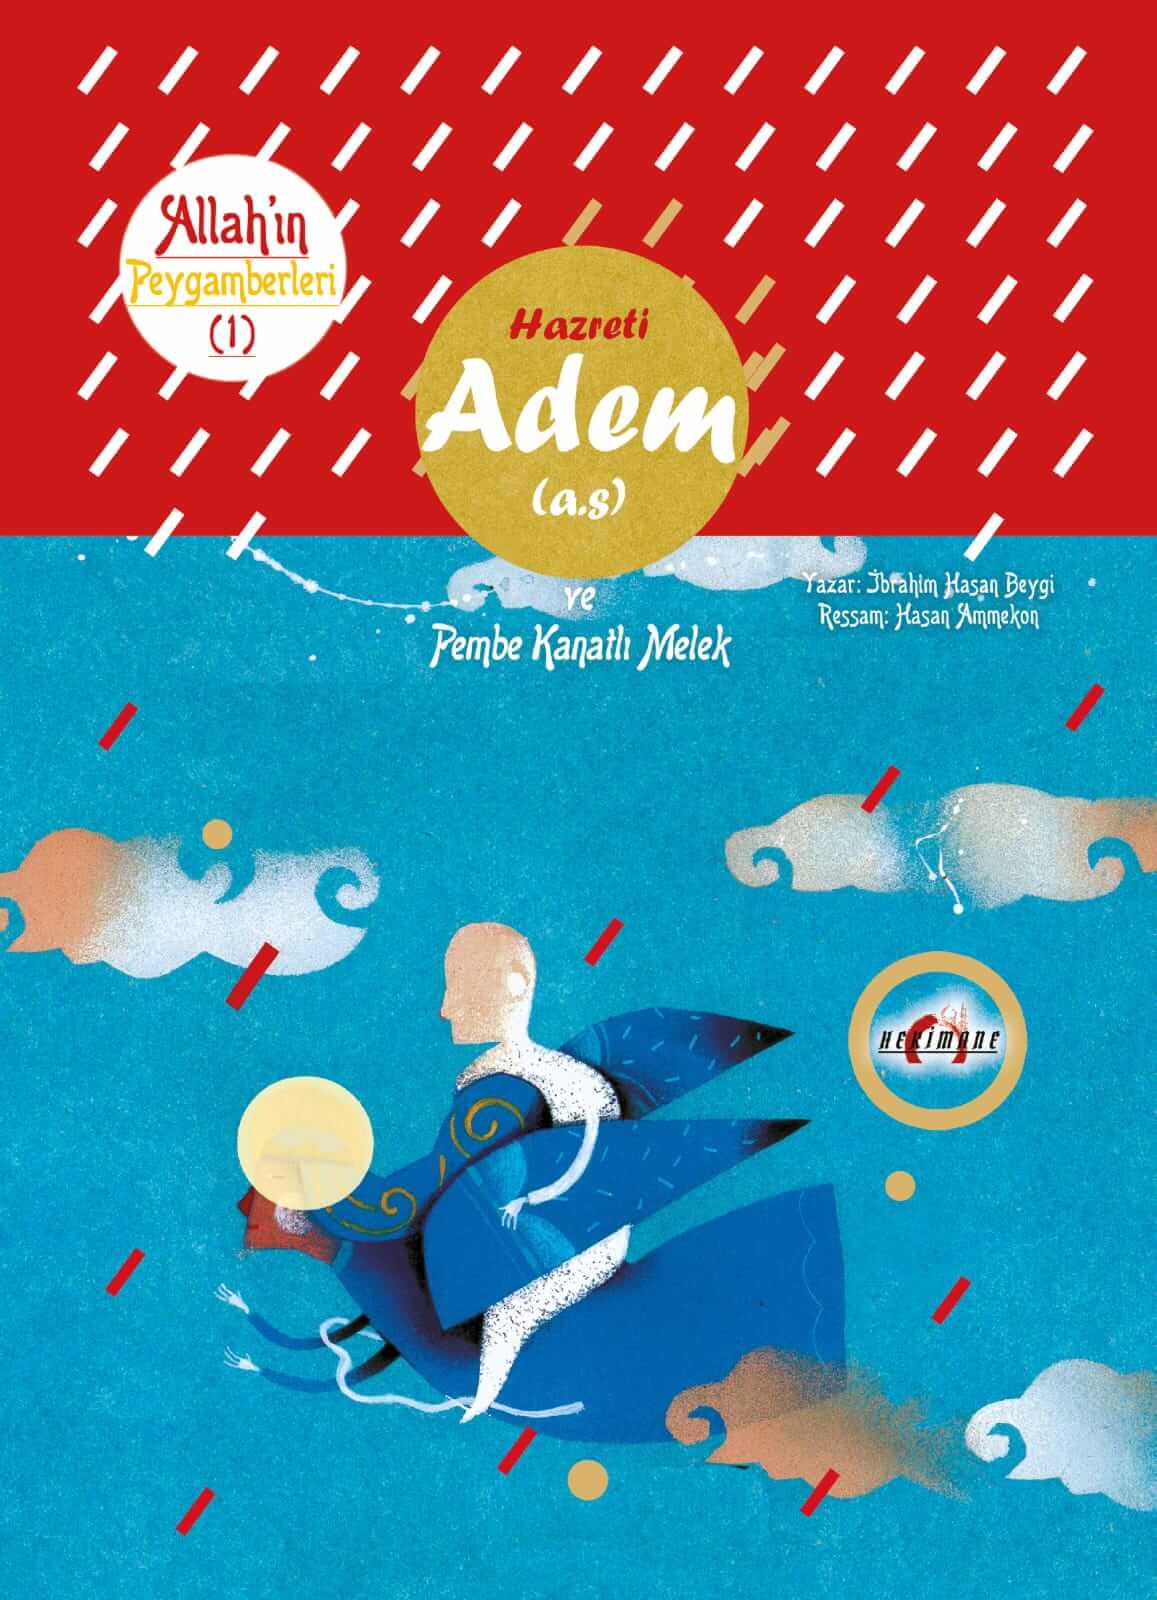 Allah'ın
Peygamberleri
(1)
Hazreti
Adem
(a.s)
ve
Pembe Kanatlı Melek
Yazar: İbrahim Hasan Beygi
Ressam: Hasan Ammekon
HEKİMANE